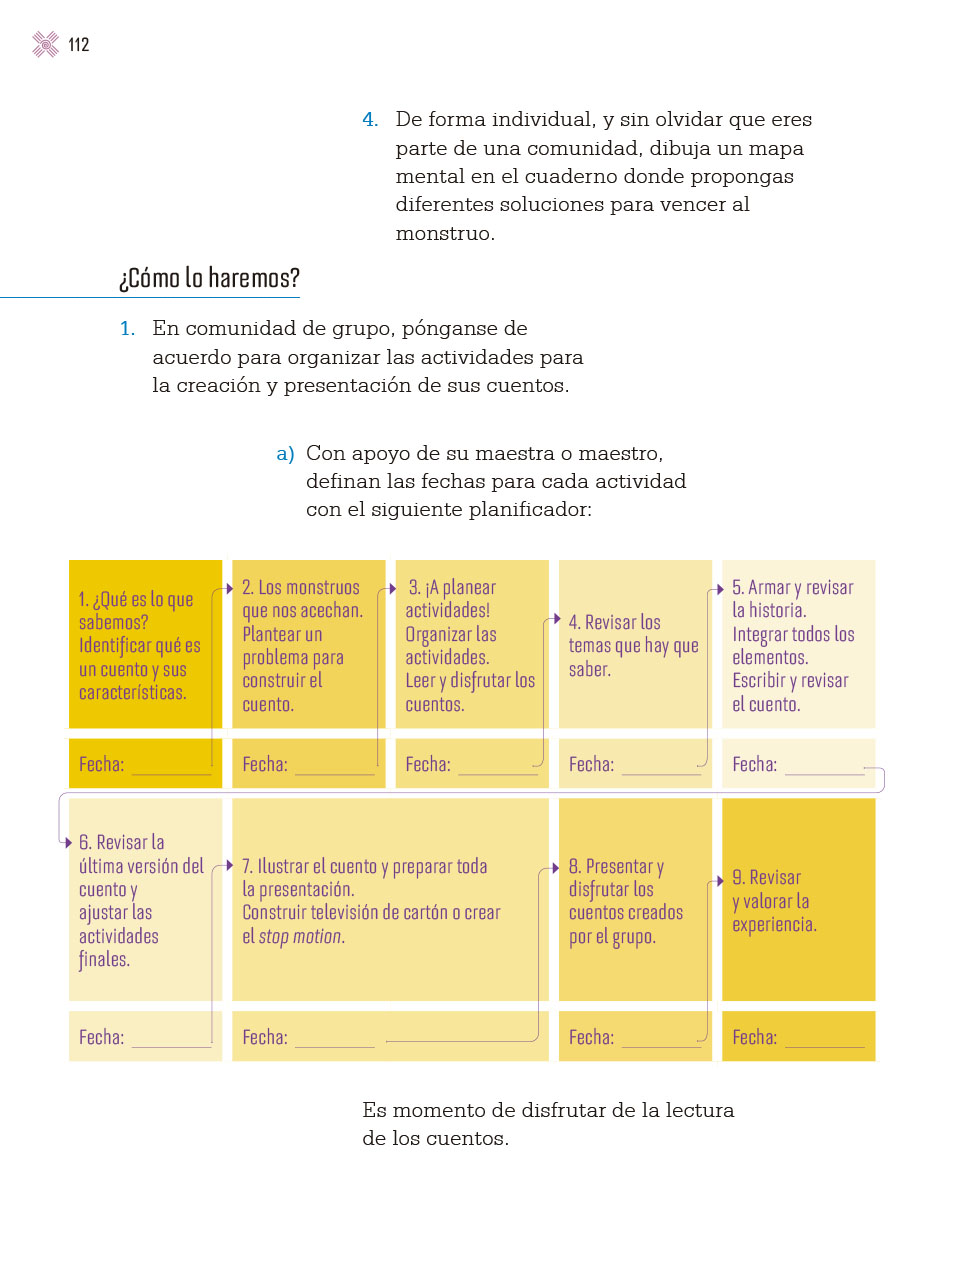 112
4. De forma individual, y sin olvidar que eres
parte de una comunidad, dibuja un mapa
mental en el cuaderno donde propongas
diferentes soluciones para vencer al
monstruo.
¿Cómo lo haremos?
1. En comunidad de grupo, pónganse de
acuerdo para organizar las actividades para
la creación y presentación de sus cuentos.
a) Con apoyo de su maestra o maestro,
definan las fechas para cada actividad
con el siguiente planificador:
1. ¿Qué es lo que
sabemos?
Identificar qué es
un cuento y sus
características.
Fecha: ________
2. Los monstruos
que nos acechan.
Plantear un
problema para
construir el
cuento.
Fecha: ________
3. ¡A planear
actividades!
Organizar las
actividades.
Leer y disfrutar los
cuentos.
Fecha: ________
4. Revisar los
temas que hay que
saber.
Fecha: ________
5. Armar y revisar
la historia.
Integrar todos los
elementos.
Escribir y revisar
el cuento.
Fecha: ________
6. Revisar la
última versión del
cuento y
ajustar las
actividades
finales.
Fecha: ________
7. Ilustrar el cuento y preparar toda
la presentación.
Construir televisión de cartón o crear
el stop motion.
Fecha: ________
8. Presentar y
disfrutar los
cuentos creados
por el grupo.
Fecha: ________
9. Revisar
y valorar la
experiencia.
Fecha: ________
Es momento de disfrutar de la lectura
de los cuentos.